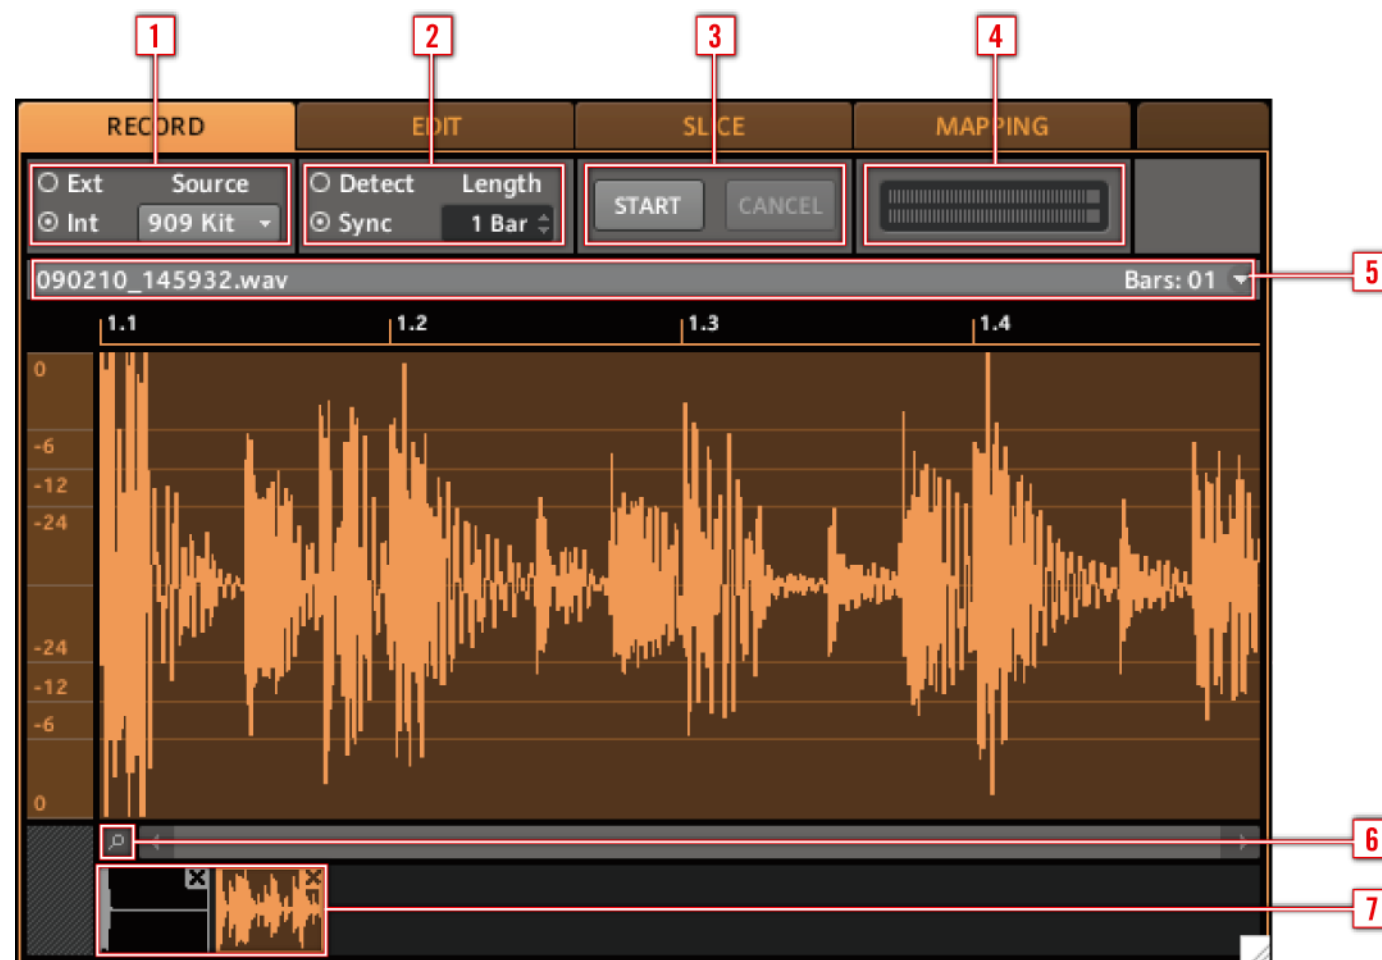 1 2 3 4
RECORD EDIT SLICE MAPPING
Ext Source Detect Length
START CANCEL
Int 909 Kit Sync 1 Bar
090210_145932.wav Bars: 01 5
1.1 1.2 1.3 1.4
0
-6
-12
-24
-24
-12
-6
0
6
7